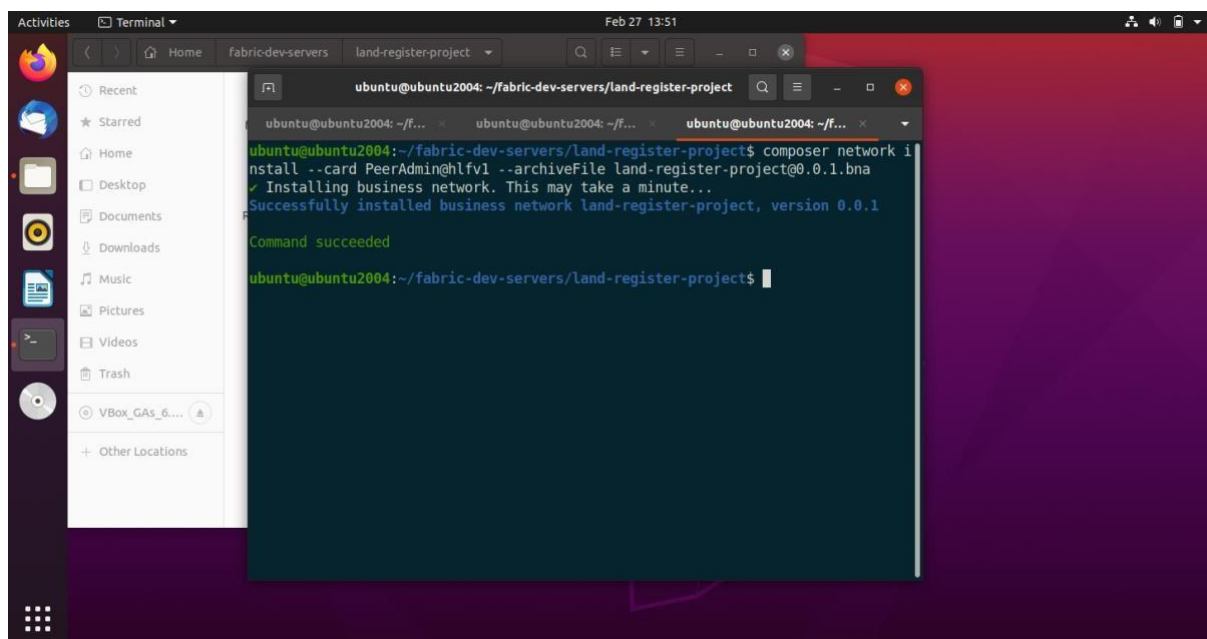 Activities
Terminal
Feb 27 13:51
Home
fabric-dev-servers
land-register-project
Recent
Starred
Home
Desktop
Documents
Downloads
Music
Pictures
Videos
Trash
VBox_GAs_6....
+ Other Locations
ubuntu@ubuntu2004: ~/fabric-dev-servers/land-register-project
ubuntu@ubuntu2004: ~/f...
ubuntu@ubuntu2004: ~/f...
ubuntu@ubuntu2004: ~/f...
ubuntu@ubuntu2004:~/fabric-dev-servers/land-register-project$ composer network i
nstall --card PeerAdmin@hlfv1 --archiveFile land-register-project@0.0.1.bna
✔ Installing business network. This may take a minute...
Successfully installed business network land-register-project, version 0.0.1
Command succeeded
ubuntu@ubuntu2004:~/fabric-dev-servers/land-register-project$